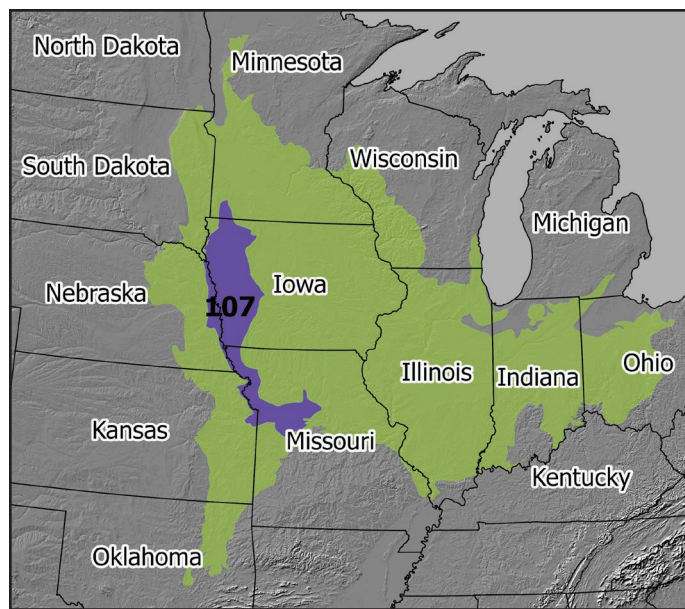 North Dakota
Minnesota
South Dakota
Wisconsin
Michigan
Nebraska
107
Iowa
Illinois
Indiana
Ohio
Kansas
Missouri
Kentucky
Oklahoma